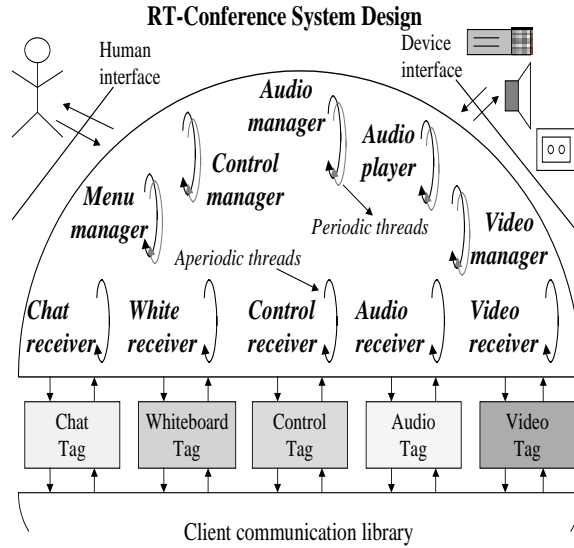 RT-Conference System Design
Human
interface
Device
interface
Audio
manager
Control
manager
Audio
player
Menu
manager
Periodic threads
Video
manager
Aperiodic threads
Chat
receiver
White
receiver
Control
receiver
Audio
receiver
Video
receiver
Chat
Tag
Whiteboard
Tag
Control
Tag
Audio
Tag
Video
Tag
Client communication library